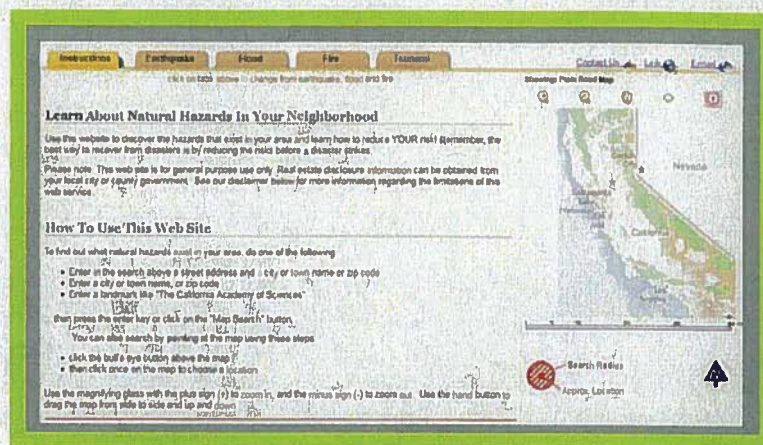 Instructions Earthquake Flood Fire Tsunami
Contact Us Link Email
click on tabs above to change from earthquake, flood and fire
Showing: Plain Road Map
Learn About Natural Hazards In Your Neighborhood
Use this website to discover the hazards that exist in your area and learn how to reduce YOUR risk! Remember, the
best way to recover from disasters is by reducing the risks before a disaster strikes.
Please note: This web site is for general purpose use only. Real estate disclosure information can be obtained from
your local city or county government. See our disclaimer below for more information regarding the limitations of this
web service.
Nevada
California
How To Use This Web Site
To find out what natural hazards exist in your area, do one of the following
• Enter in the search above a street address and a city or town name or zip code
• Enter a city or town name, or zip code
• Enter a landmark like "The California Academy of Sciences"
then press the enter key or click on the "Map Search" button.
You can also search by pointing at the map using these steps
• click the bull's eye button above the map
• then click once on the map to choose a location
Search Radius
Approx. Location
Use the magnifying glass with the plus sign (+) to zoom in, and the minus sign (-) to zoom out. Use the hand button to
drag the map from side to side and up and down